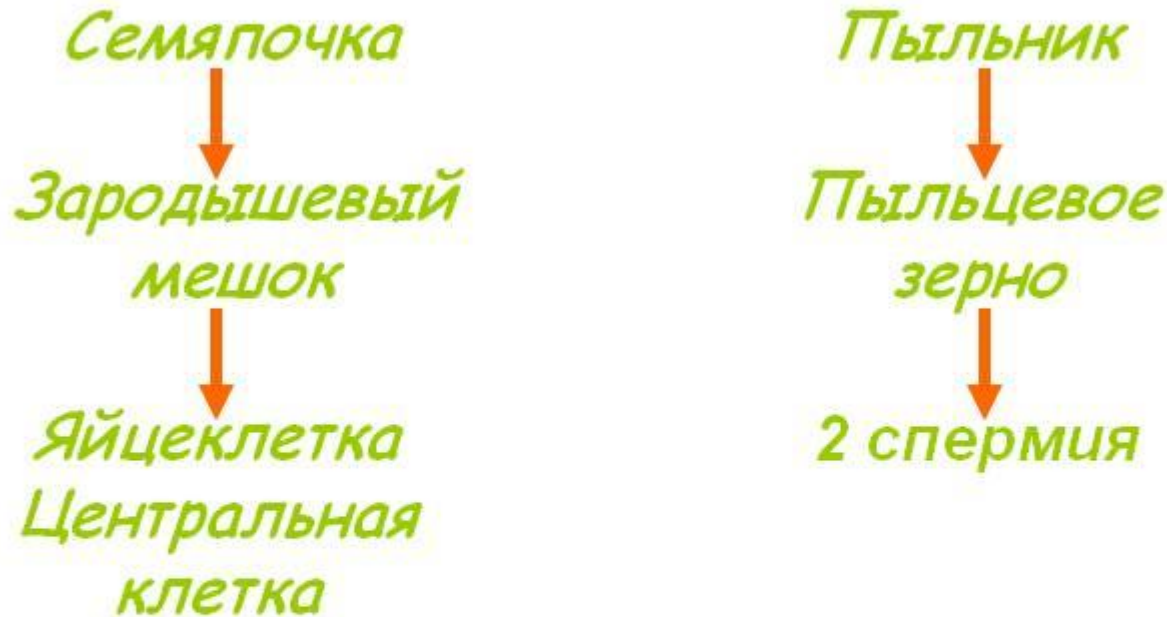 Семяпочка
Зародышевый
мешок
Яйцеклетка
Центральная
клетка
Пыльник
Пыльцевое
зерно
2 спермия